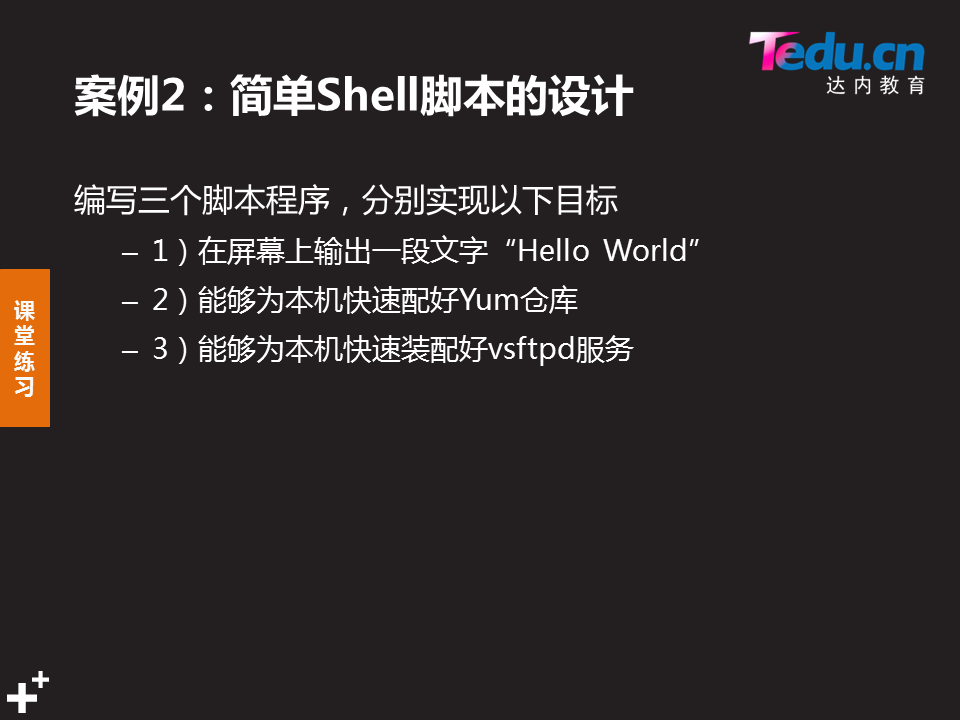 Tedu.cn
达内教育
案例2：简单Shell脚本的设计
编写三个脚本程序，分别实现以下目标
– 1）在屏幕上输出一段文字“Hello World”
– 2）能够为本机快速配好Yum仓库
– 3）能够为本机快速装配好vsftpd服务
课
堂
练
习